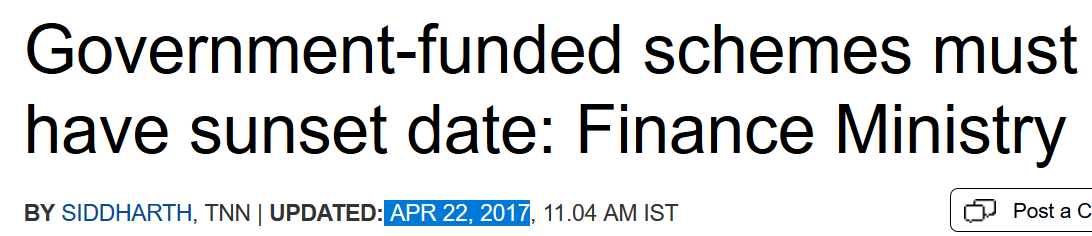 Government-funded schemes must
have sunset date: Finance Ministry
BY SIDDHARTH, TNN | UPDATED: APR 22, 2017, 11.04 AM IST
Post a C